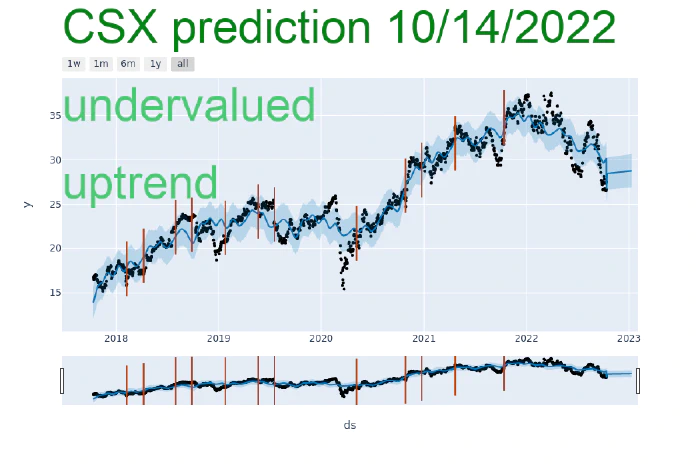 CSX prediction 10/14/2022
1w 1m 6m 1y all
undervalued
uptrend
35
30
25
20
15
y
2018 2019 2020 2021 2022 2023
ds